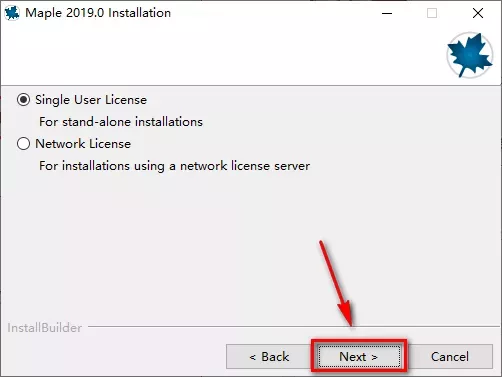 Maple 2019.0 Installation
Single User License
For stand-alone installations
Network License
For installations using a network license server
InstallBuilder
< Back
Next >
Cancel